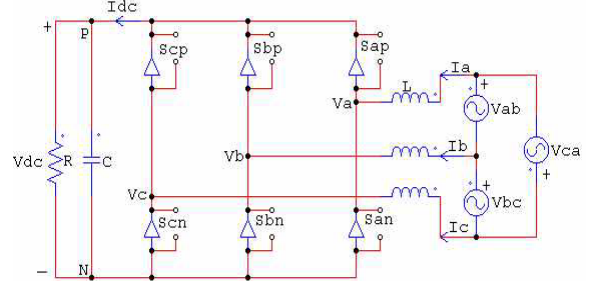 Idc
+ P Scp Sbp Sap
Ia
L +
Va Vab
Vdc R C Vb Ib Vca
+ +
Vc Vbc
Scn Sbn San Ic
− N